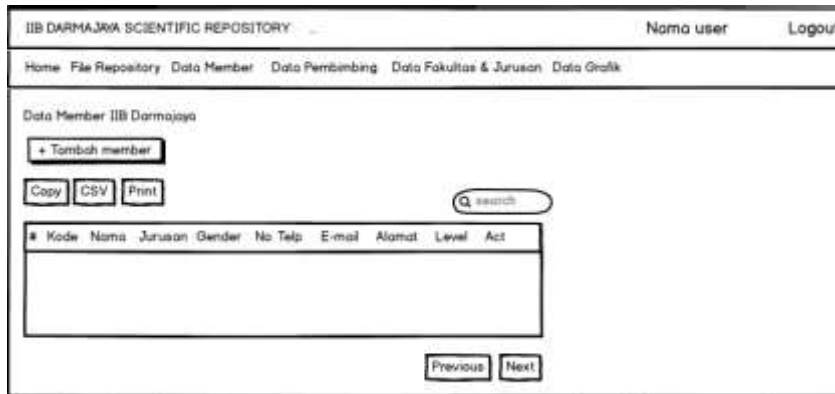 IIB DARMAJAYA SCIENTIFIC REPOSITORY Nama user Logout
Home File Repository Data Member Data Pembimbing Data Fakultas & Jurusan Data Grafik
Data Member IIB Darmajaya
+ Tambah member
Copy CSV Print search
# Kode Nama Jurusan Gender No Telp E-mail Alamat Level Act
Previous Next